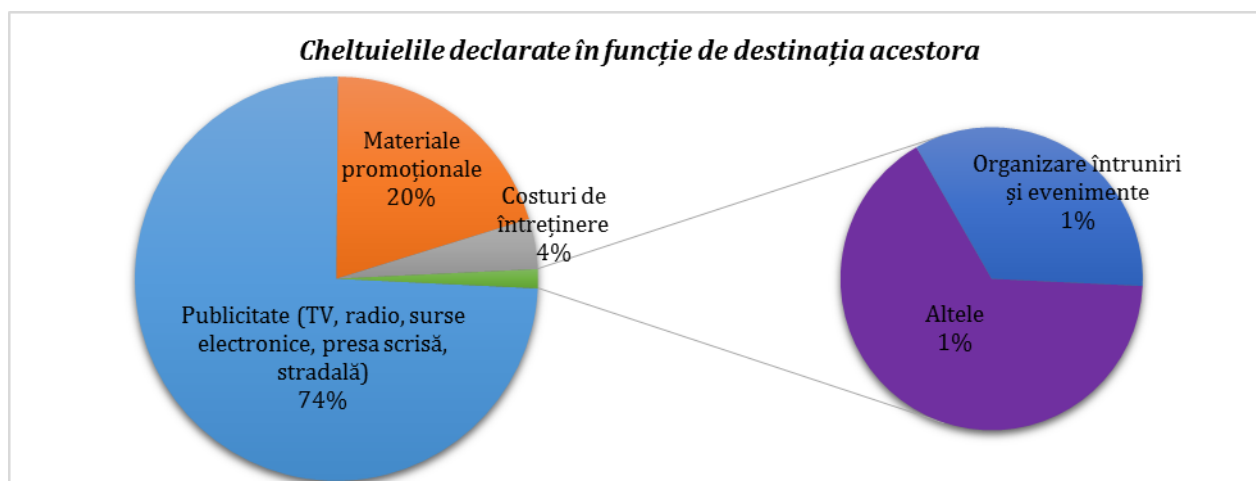 Cheltuielile declarate în funcție de destinația acestora
Materiale
promoționale
20%
Costuri de
întreținere
4%
Publicitate (TV, radio, surse
electronice, presa scrisă,
stradală)
74%
Organizare întruniri
și evenimente
1%
Altele
1%